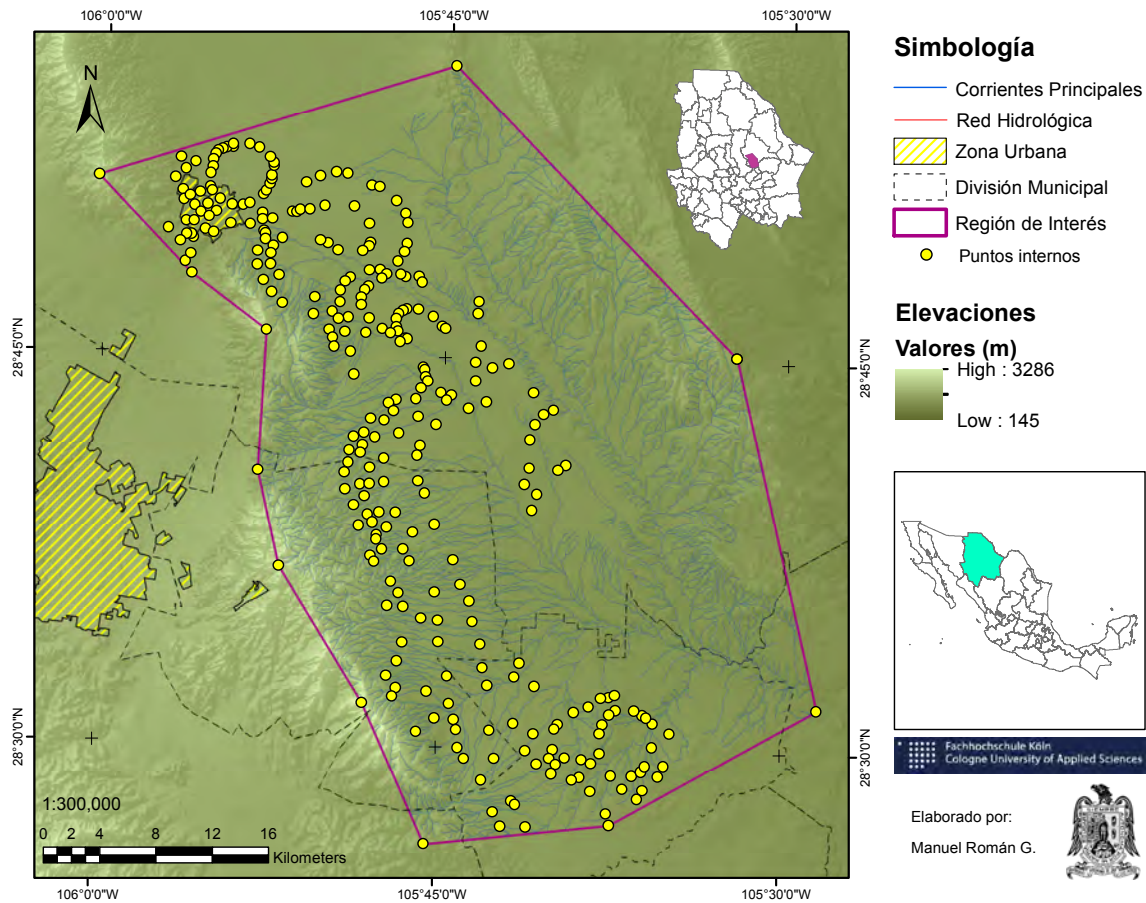 106°0'0"W
105°45'0"W
105°30'0"W
N
28°45'0"N
28°30'0"N
28°45'0"N
28°30'0"N
1:300,000
0 2 4 8 12 16
Kilometers
106°0'0"W
105°45'0"W
105°30'0"W
Simbología
Corrientes Principales
Red Hidrológica
Zona Urbana
División Municipal
Región de Interés
Puntos internos
Elevaciones
Valores (m)
High : 3286
Low : 145
Fachhochschule Köln
Cologne University of Applied Sciences
Elaborado por:
Manuel Román G.